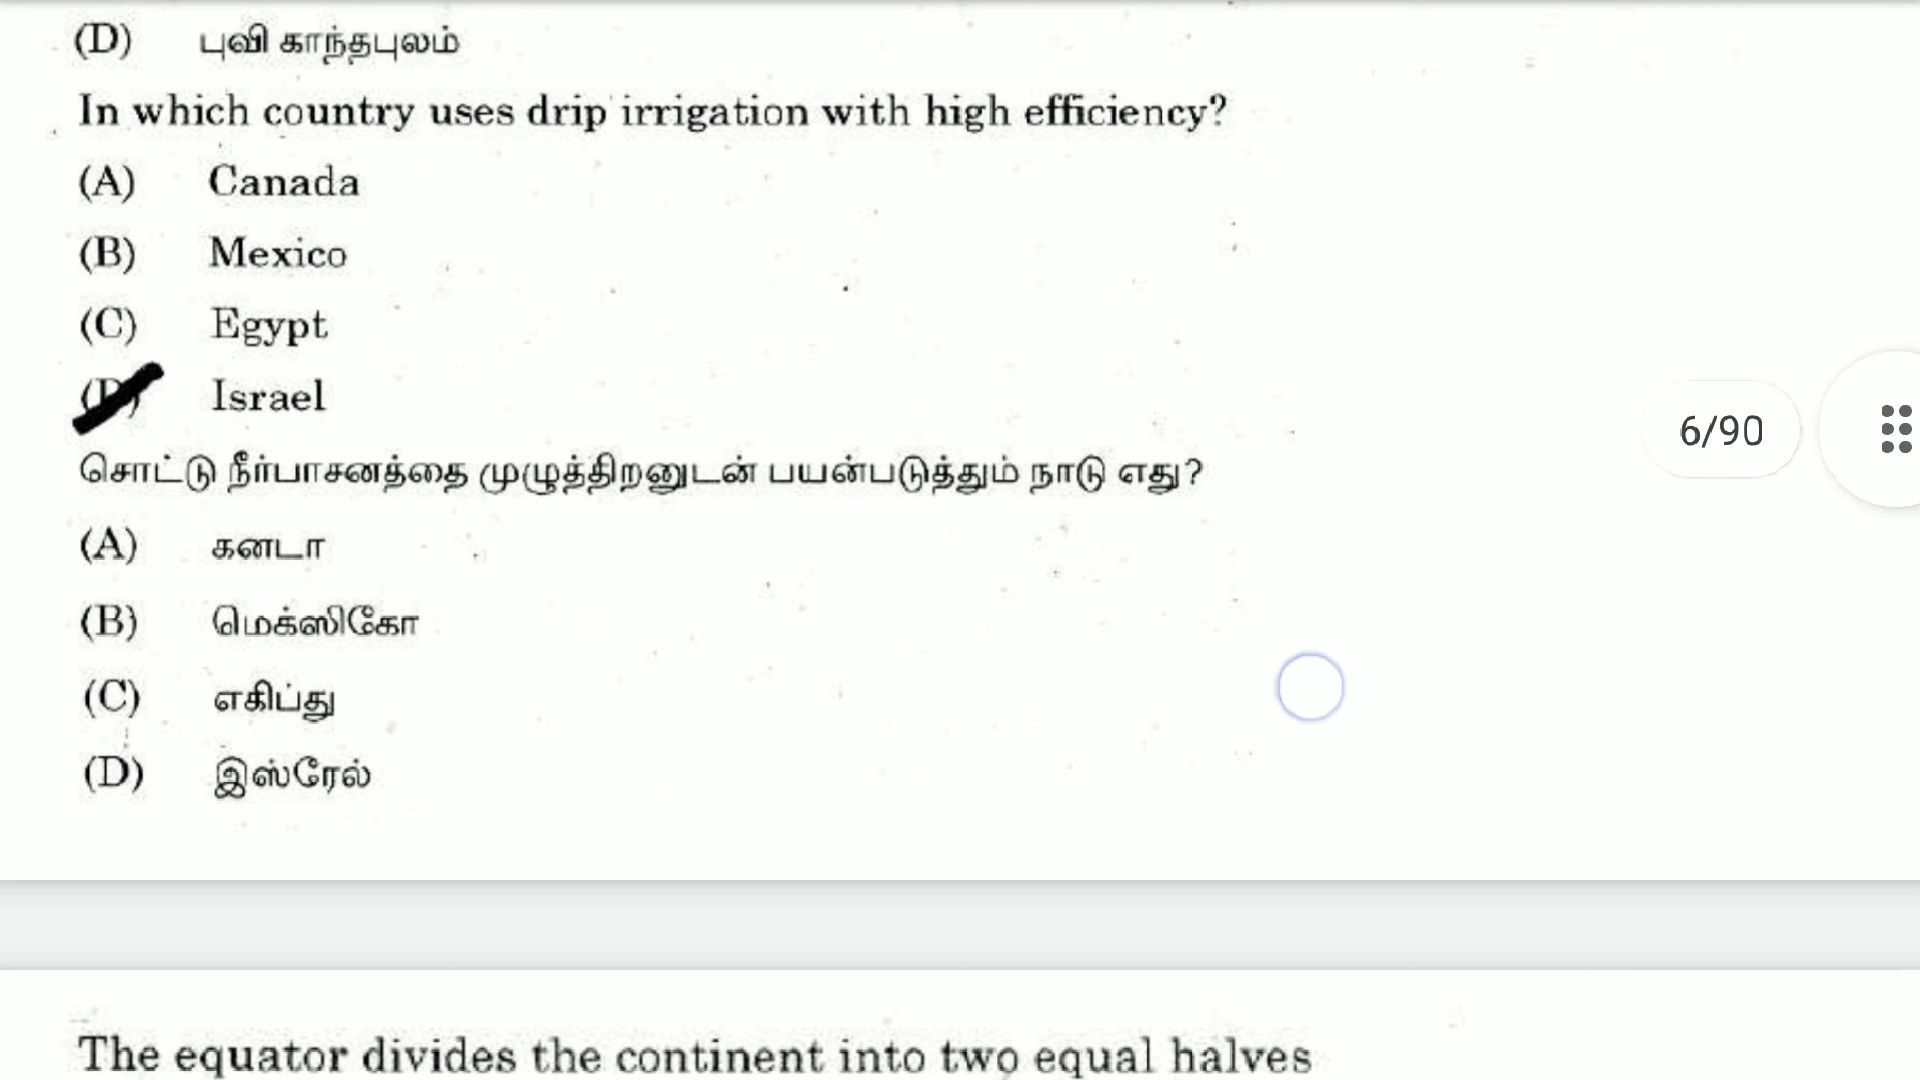 (D) புவி காந்தபுலம்
In which country uses drip irrigation with high efficiency?
(A) Canada
(B) Mexico
(C) Egypt
(D) Israel
6/90
சொட்டு நீர்பாசனத்தை முழுத்திறனுடன் பயன்படுத்தும் நாடு எது?
(A) கனடா
(B) மெக்ஸிகோ
(C) எகிப்து
(D) இஸ்ரேல்
The equator divides the continent into two equal halves